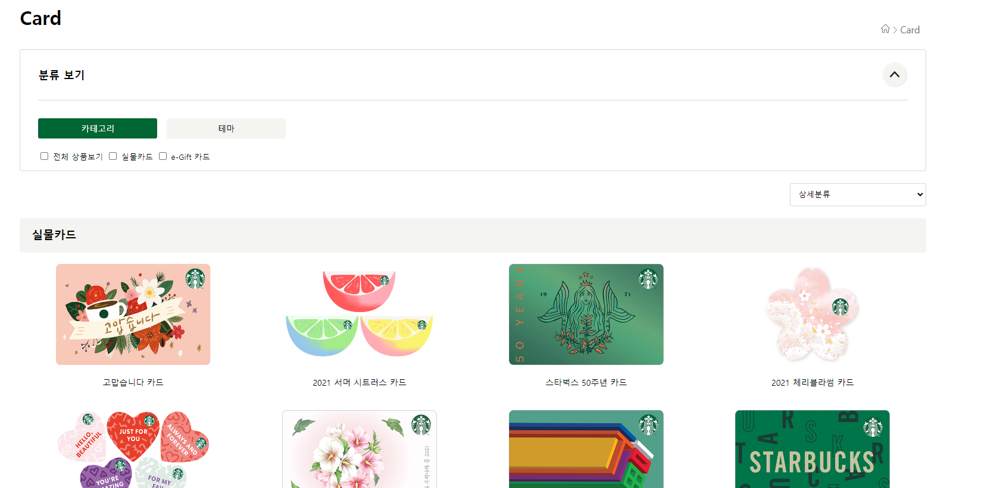 Card
Card
분류 보기
카테고리
테마
전체 상품보기 실물카드 e-Gift 카드
상세분류
실물카드
고맙습니다
50 YEARS
19 71
고맙습니다 카드
2021 서머 시트러스 카드
스타벅스 50주년 카드
2021 체리블라썸 카드
HELLO,
BEAUTIFUL
JUST FOR
YOU
ALWAYS AND
FOREVER
YOU'RE
FOR MY
STARBUCKS